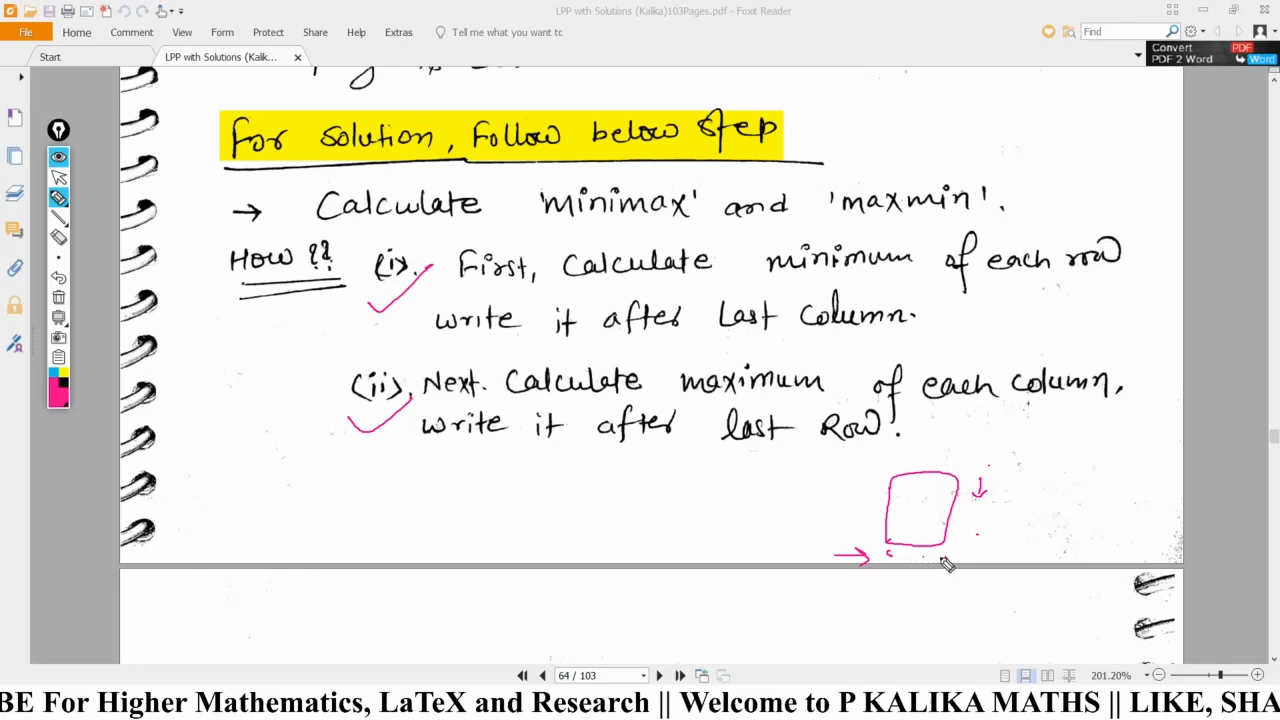 LPP with Solutions (Kalika)103Pages.pdf - Foxit Reader
File Home Comment View Form Protect Share Help Extras Tell me what you want to Find
Start LPP with Solutions (Kalik... Convert PDF
PDF 2 Word Word
For solution, Follow below step
→ Calculate 'minimax' and 'maxmin'.
How ?? (i). First, Calculate minimum of each row
write it after Last column.
(ii). Next. Calculate maximum of each column,
write it after last Row.
64 / 103 201.20%
BE For Higher Mathematics, LaTeX and Research || Welcome to P KALIKA MATHS || LIKE, SHA